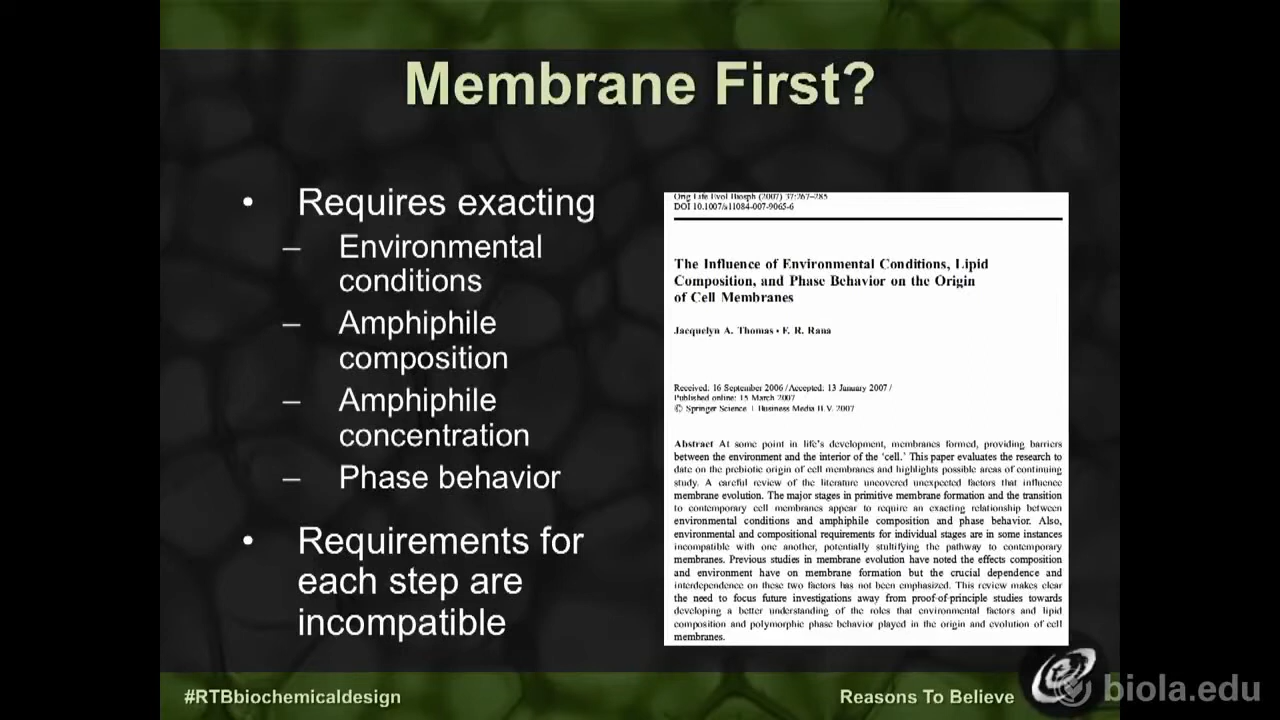 Membrane First?
• Requires exacting
– Environmental
conditions
– Amphiphile
composition
– Amphiphile
concentration
– Phase behavior
• Requirements for
each step are
incompatible
Orig Life Evol Biosph (2007) 37:267–285
DOI 10.1007/s11084-007-9065-6
The Influence of Environmental Conditions, Lipid
Composition, and Phase Behavior on the Origin
of Cell Membranes
Jacquelyn A. Thomas • F. R. Rana
Received: 16 September 2006 / Accepted: 13 January 2007 /
Published online: 15 March 2007
© Springer Science + Business Media B.V. 2007
Abstract At some point in life's development, membranes formed, providing barriers
between the environment and the interior of the 'cell.' This paper evaluates the research to
date on the prebiotic origin of cell membranes and highlights possible areas of continuing
study. A careful review of the literature uncovered unexpected factors that influence
membrane evolution. The major stages in primitive membrane formation and the transition
to contemporary cell membranes appear to require an exacting relationship between
environmental conditions and amphiphile composition and phase behavior. Also,
environmental and compositional requirements for individual stages are in some instances
incompatible with one another, potentially stultifying the pathway to contemporary
membranes. Previous studies in membrane evolution have noted the effects composition
and environment have on membrane formation but the crucial dependence and
interdependence on these two factors has not been emphasized. This review makes clear
the need to focus future investigations away from proof-of-principle studies towards
developing a better understanding of the roles that environmental factors and lipid
composition and polymorphic phase behavior played in the origin and evolution of cell
membranes.
#RTBbiochemicaldesign
Reasons To Believe
biola.edu